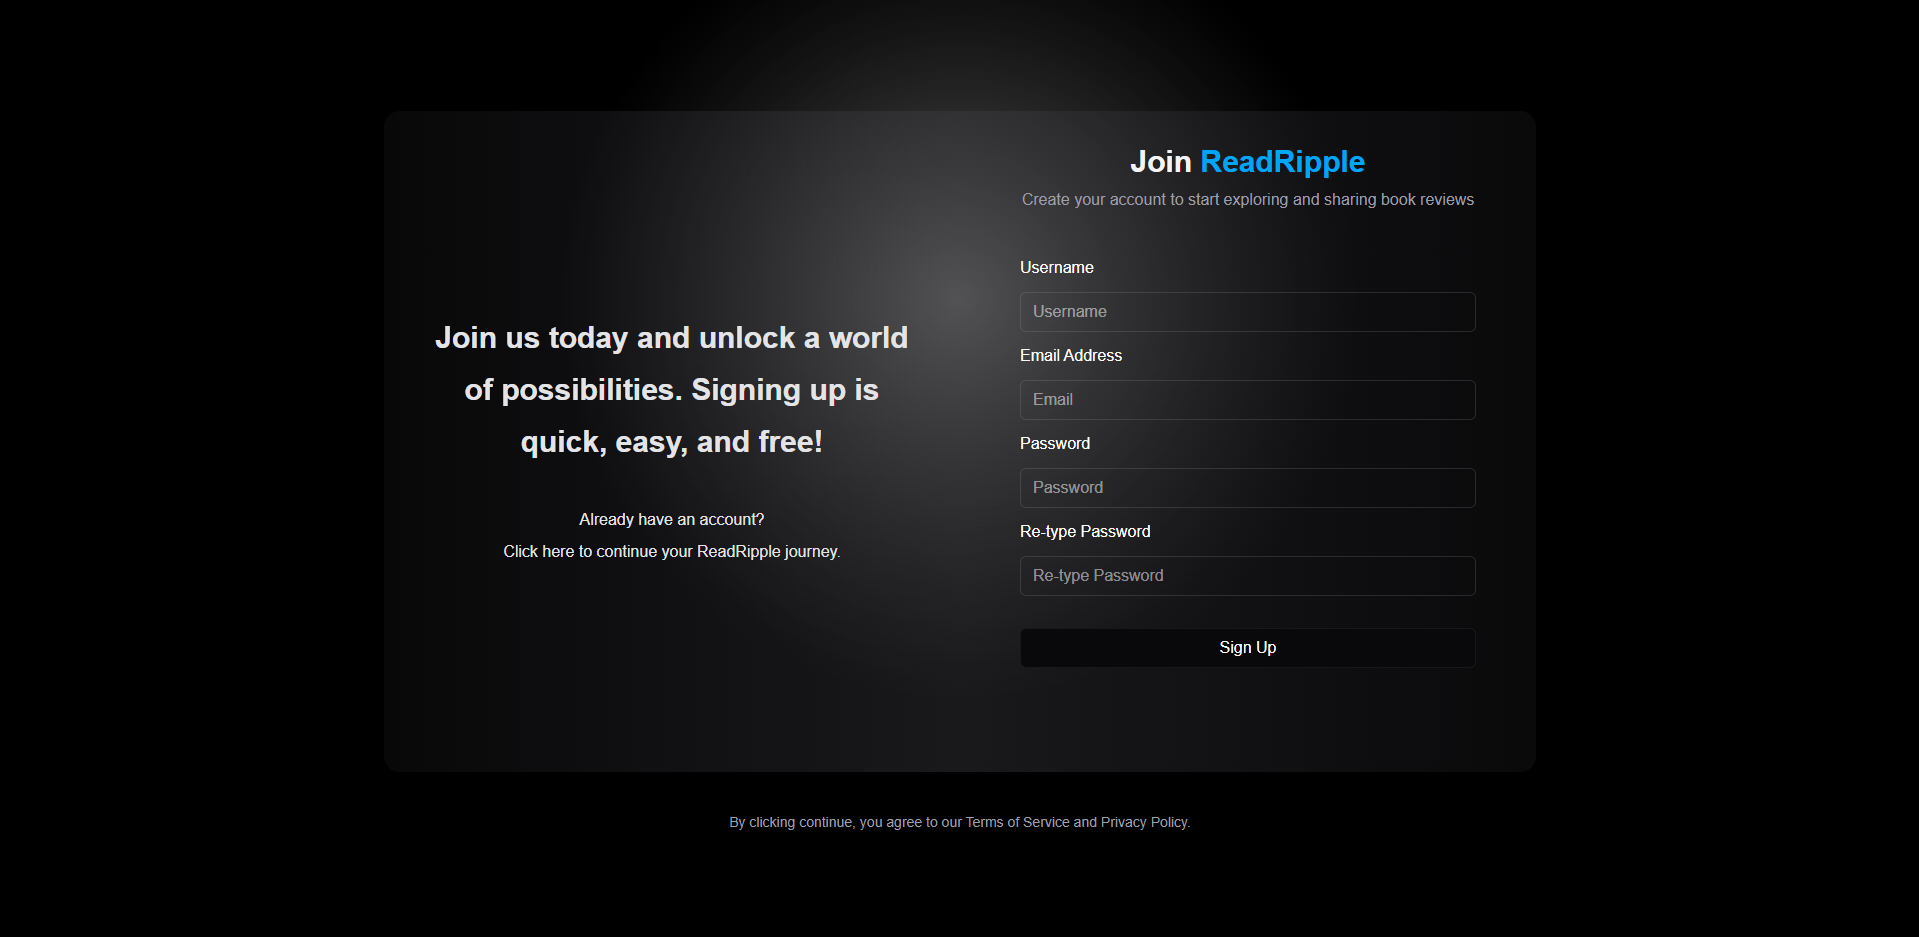 Join us today and unlock a world
of possibilities. Signing up is
quick, easy, and free!
Already have an account?
Click here to continue your ReadRipple journey.
Join ReadRipple
Create your account to start exploring and sharing book reviews
Username
Username
Email Address
Email
Password
Password
Re-type Password
Re-type Password
Sign Up
By clicking continue, you agree to our Terms of Service and Privacy Policy.